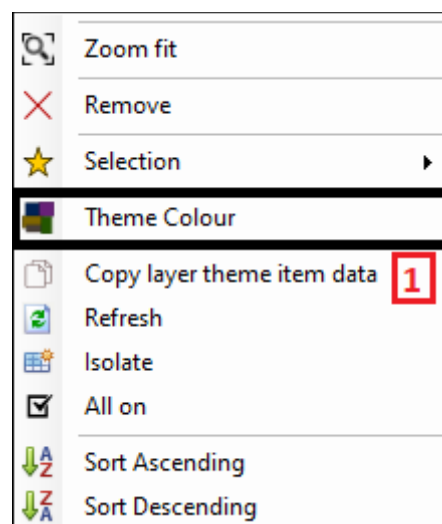 Zoom fit
Remove
Selection
Theme Colour
Copy layer theme item data 1
Refresh
Isolate
All on
A Z Sort Ascending
Z A Sort Descending